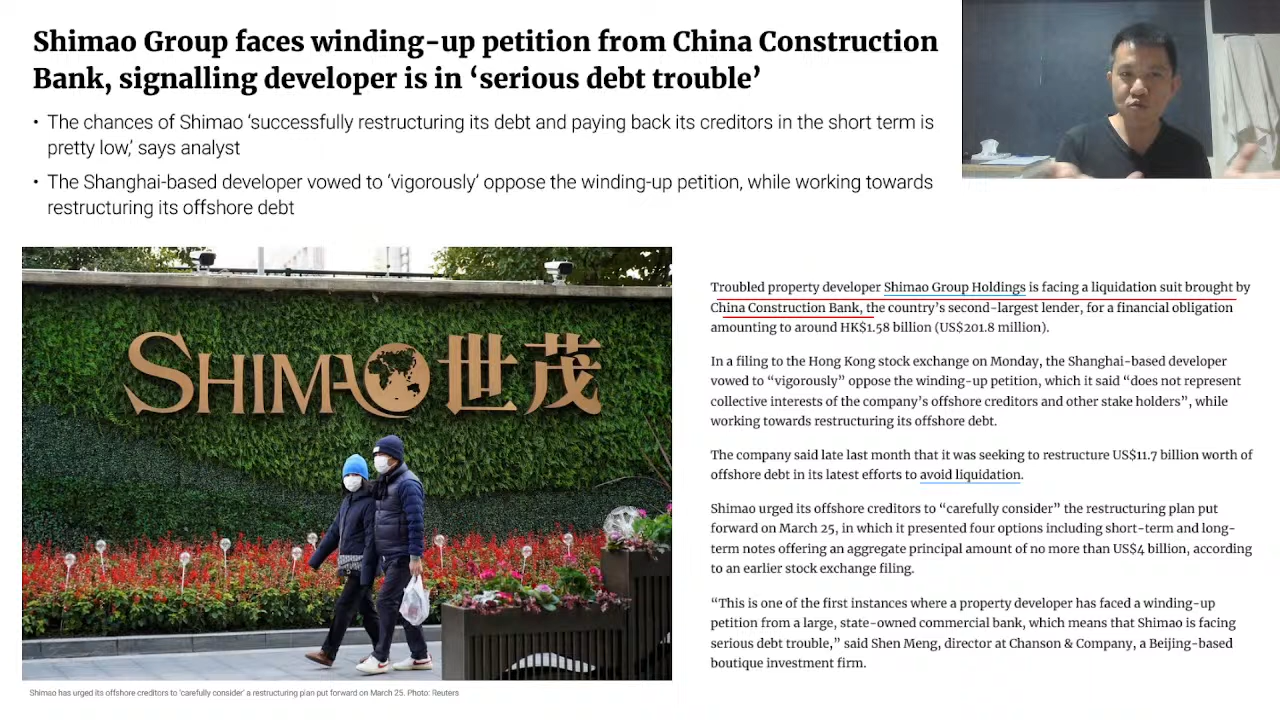 Shimao Group faces winding-up petition from China Construction
Bank, signalling developer is in ‘serious debt trouble’
• The chances of Shimao ‘successfully restructuring its debt and paying back its creditors in the short term is
pretty low,’ says analyst
• The Shanghai-based developer vowed to ‘vigorously’ oppose the winding-up petition, while working towards
restructuring its offshore debt
SHIMAO世茂
Shimao has urged its offshore creditors to ‘carefully consider’ a restructuring plan put forward on March 25. Photo: Reuters
Troubled property developer Shimao Group Holdings is facing a liquidation suit brought by
China Construction Bank, the country’s second-largest lender, for a financial obligation
amounting to around HK$1.58 billion (US$201.8 million).
In a filing to the Hong Kong stock exchange on Monday, the Shanghai-based developer
vowed to “vigorously” oppose the winding-up petition, which it said “does not represent
collective interests of the company’s offshore creditors and other stake holders”, while
working towards restructuring its offshore debt.
The company said late last month that it was seeking to restructure US$11.7 billion worth of
offshore debt in its latest efforts to avoid liquidation.
Shimao urged its offshore creditors to “carefully consider” the restructuring plan put
forward on March 25, in which it presented four options including short-term and long-
term notes offering an aggregate principal amount of no more than US$4 billion, according
to an earlier stock exchange filing.
“This is one of the first instances where a property developer has faced a winding-up
petition from a large, state-owned commercial bank, which means that Shimao is facing
serious debt trouble,” said Shen Meng, director at Chanson & Company, a Beijing-based
boutique investment firm.